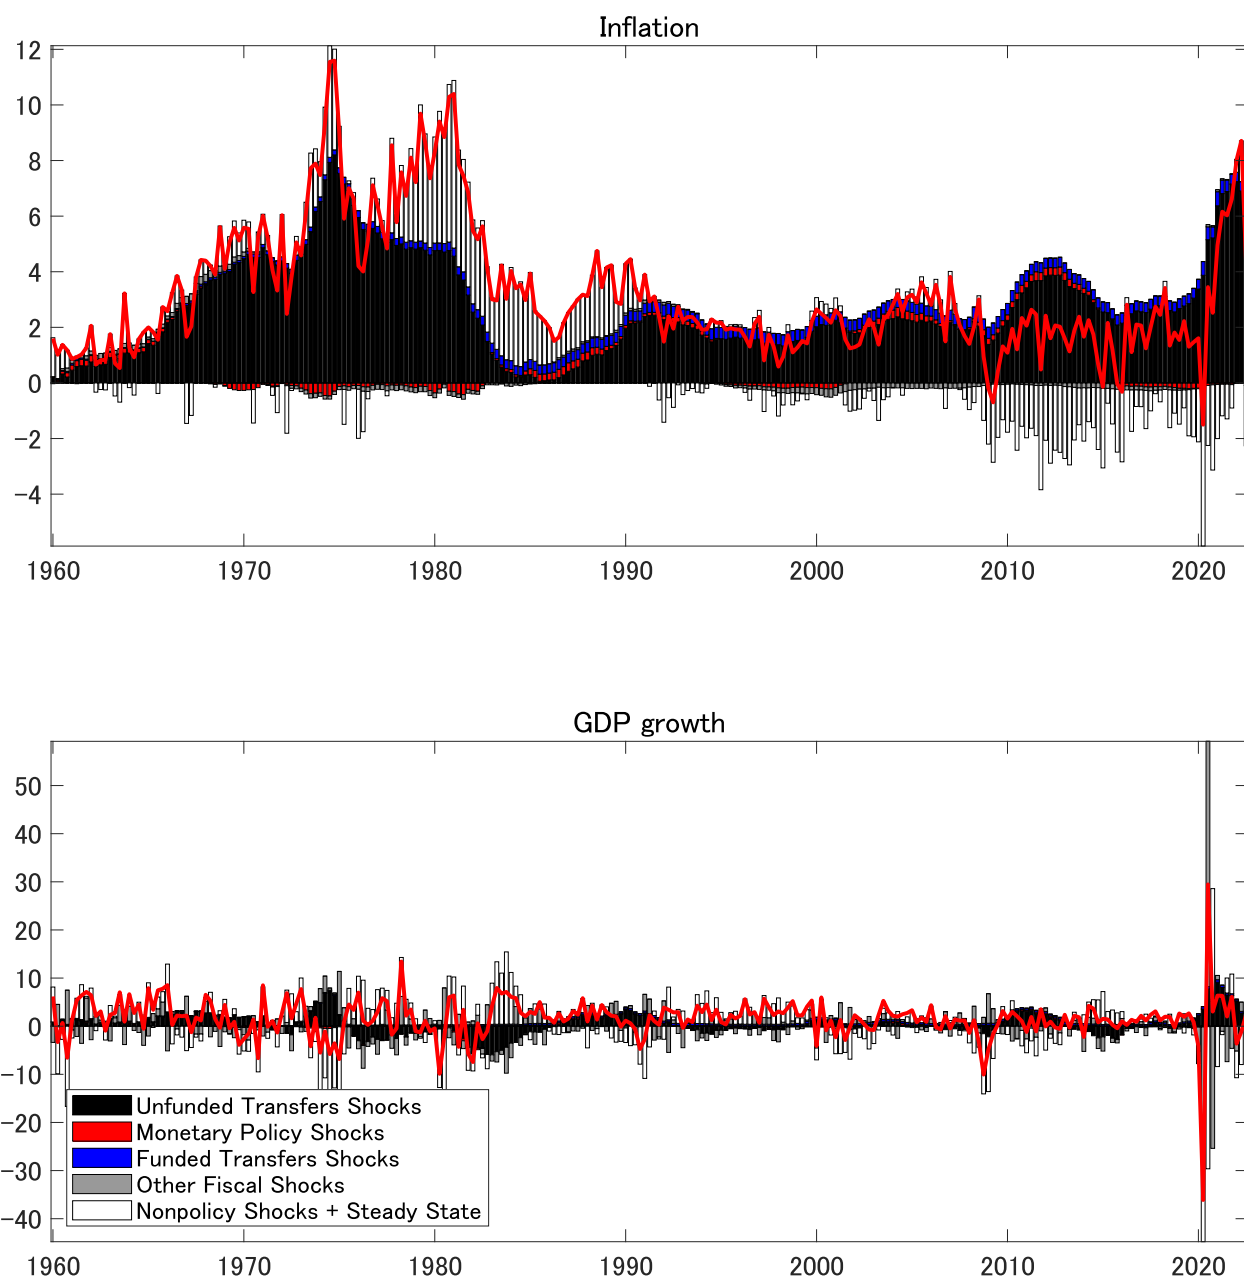 Inflation
12
10
8
6
4
2
0
-2
-4
1960 1970 1980 1990 2000 2010 2020
GDP growth
50
40
30
20
10
0
-10
-20
-30
-40
Unfunded Transfers Shocks
Monetary Policy Shocks
Funded Transfers Shocks
Other Fiscal Shocks
Nonpolicy Shocks + Steady State
1960 1970 1980 1990 2000 2010 2020